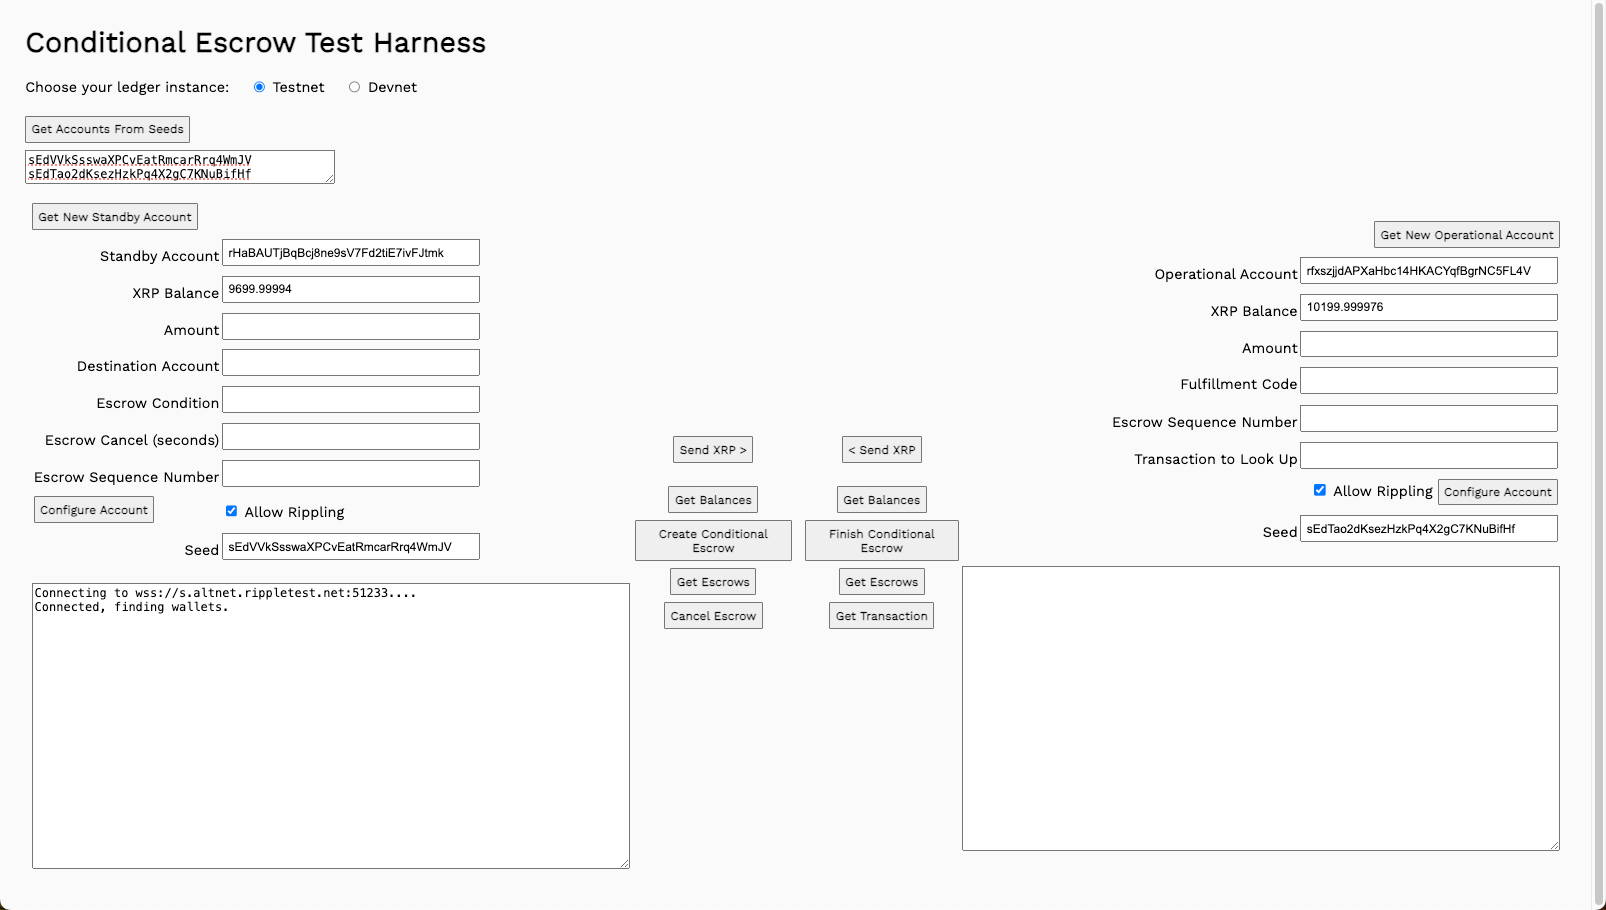 Conditional Escrow Test Harness
Choose your ledger instance: Testnet Devnet
Get Accounts From Seeds
sEdVVkSsswaXPCvEatRmcarRrq4WmJV
sEdTao2dKsezHzkPq4X2gC7KNuBifHf
Get New Standby Account
Standby Account rHaBAUTjBqBcj8ne9sV7Fd2tiE7ivFJtmk
XRP Balance 9699.99994
Amount
Destination Account
Escrow Condition
Escrow Cancel (seconds)
Escrow Sequence Number
Configure Account Allow Rippling
Seed sEdVVkSsswaXPCvEatRmcarRrq4WmJV
Connecting to wss://s.altnet.rippletest.net:51233....
Connected, finding wallets.
Send XRP >
Get Balances
Create Conditional
Escrow
Get Escrows
Cancel Escrow
< Send XRP
Get Balances
Finish Conditional
Escrow
Get Escrows
Get Transaction
Get New Operational Account
Operational Account rfxszjjdAPXaHbc14HKACYqfBgrNC5FL4V
XRP Balance 10199.999976
Amount
Fulfillment Code
Escrow Sequence Number
Transaction to Look Up
Allow Rippling Configure Account
Seed sEdTao2dKsezHzkPq4X2gC7KNuBifHf